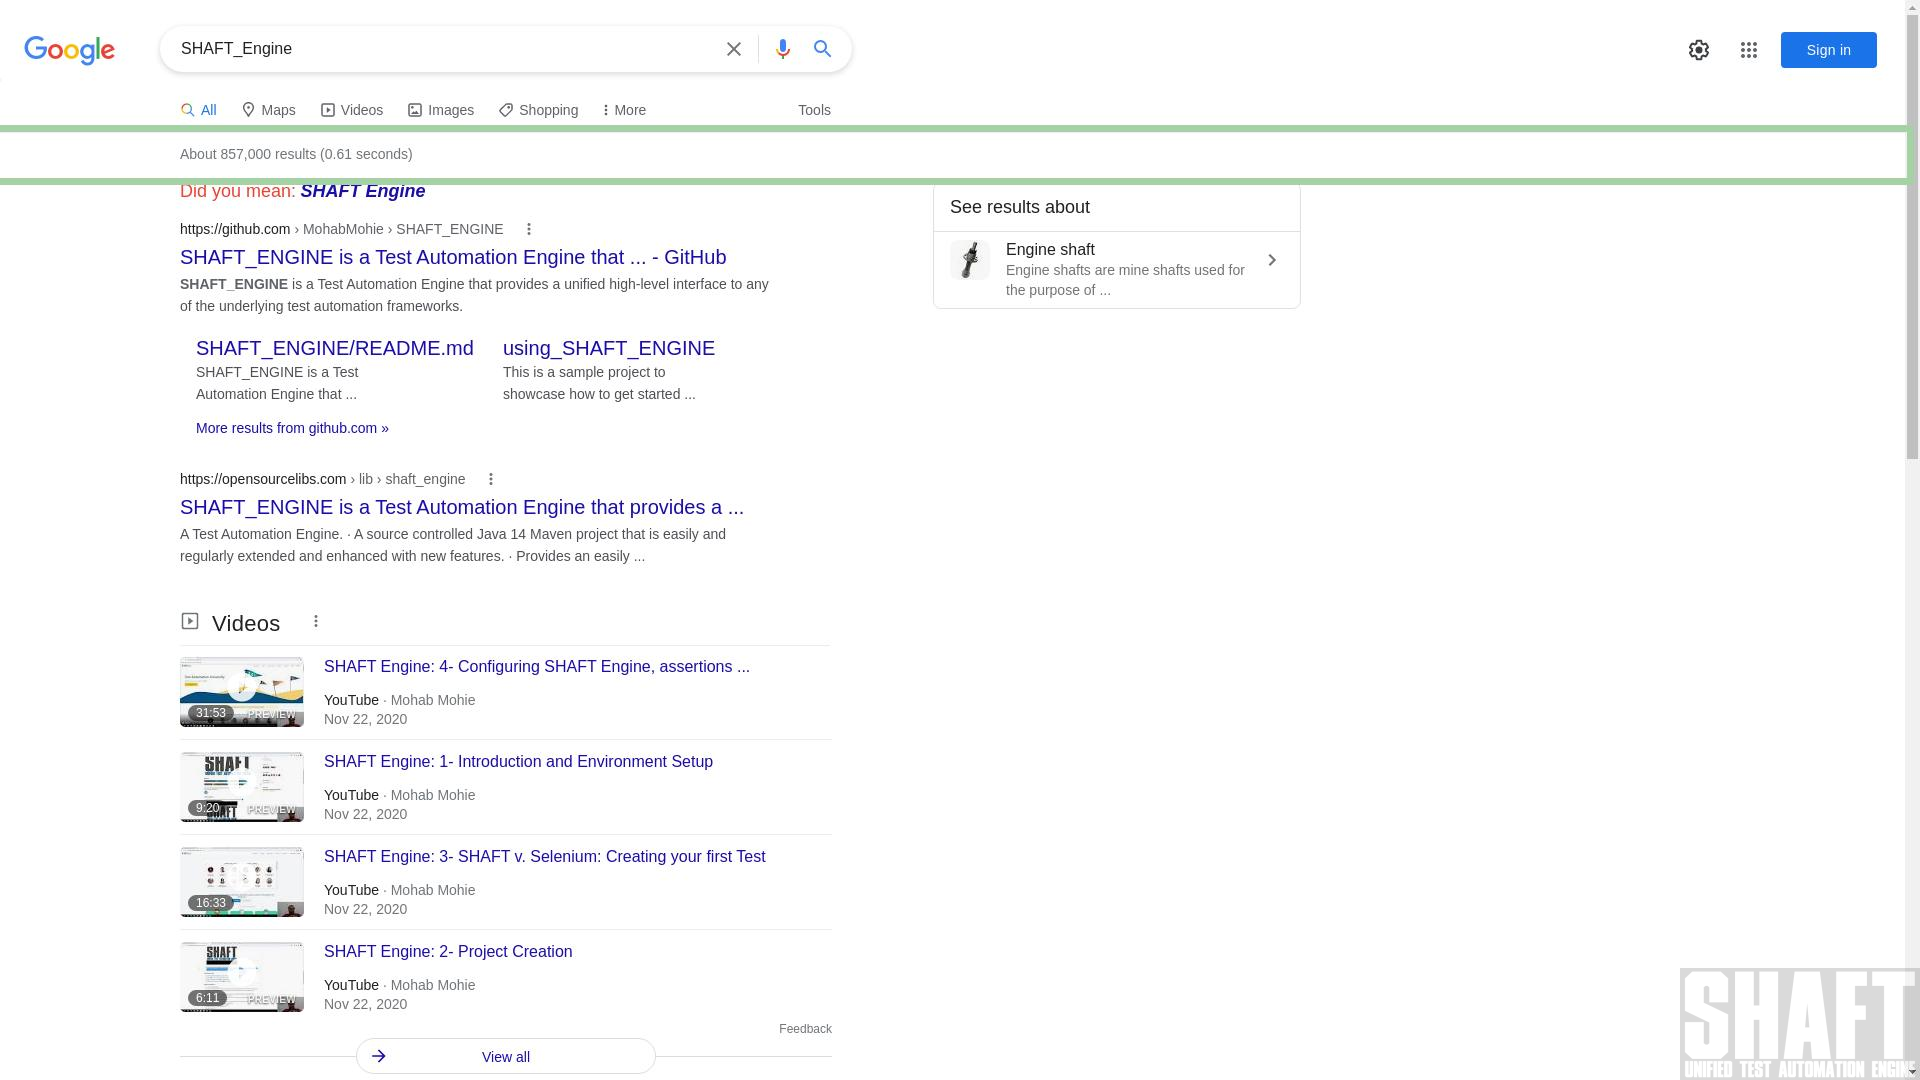 Google
SHAFT_Engine
Sign in
All
Maps
Videos
Images
Shopping
More
Tools
About 857,000 results (0.61 seconds)
Did you mean: SHAFT Engine
https://github.com › MohabMohie › SHAFT_ENGINE
SHAFT_ENGINE is a Test Automation Engine that ... - GitHub
SHAFT_ENGINE is a Test Automation Engine that provides a unified high-level interface to any
of the underlying test automation frameworks.
SHAFT_ENGINE/README.md
SHAFT_ENGINE is a Test
Automation Engine that ...
using_SHAFT_ENGINE
This is a sample project to
showcase how to get started ...
More results from github.com »
https://opensourcelibs.com › lib › shaft_engine
SHAFT_ENGINE is a Test Automation Engine that provides a ...
A Test Automation Engine. · A source controlled Java 14 Maven project that is easily and
regularly extended and enhanced with new features. · Provides an easily ...
Videos
SHAFT Engine: 4- Configuring SHAFT Engine, assertions ...
YouTube · Mohab Mohie
Nov 22, 2020
31:53
PREVIEW
SHAFT Engine: 1- Introduction and Environment Setup
YouTube · Mohab Mohie
Nov 22, 2020
SHAFT
9:20
PREVIEW
SHAFT
SHAFT Engine: 3- SHAFT v. Selenium: Creating your first Test
YouTube · Mohab Mohie
Nov 22, 2020
16:33
SHAFT Engine: 2- Project Creation
YouTube · Mohab Mohie
Nov 22, 2020
SHAFT
6:11
PREVIEW
Feedback
View all
See results about
Engine shaft
Engine shafts are mine shafts used for
the purpose of ...
SHAFT
UNIFIED TEST AUTOMATION ENGINE